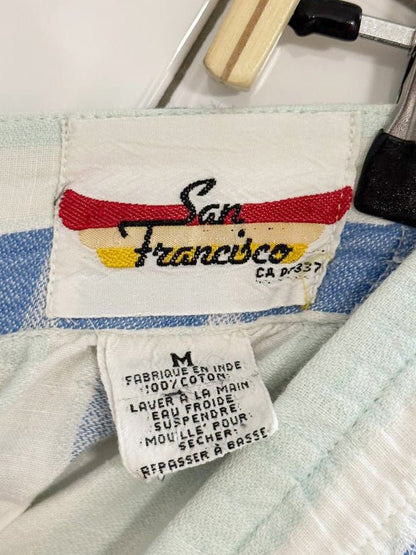 San
Francisco
CA 07337
M
FABRIQUE EN INDE
100% COTON
LAVER A LA MAIN
EAU FROIDE
SUSPENDRE
MOUILLE POUR
SECHER
REPASSER A BASSE